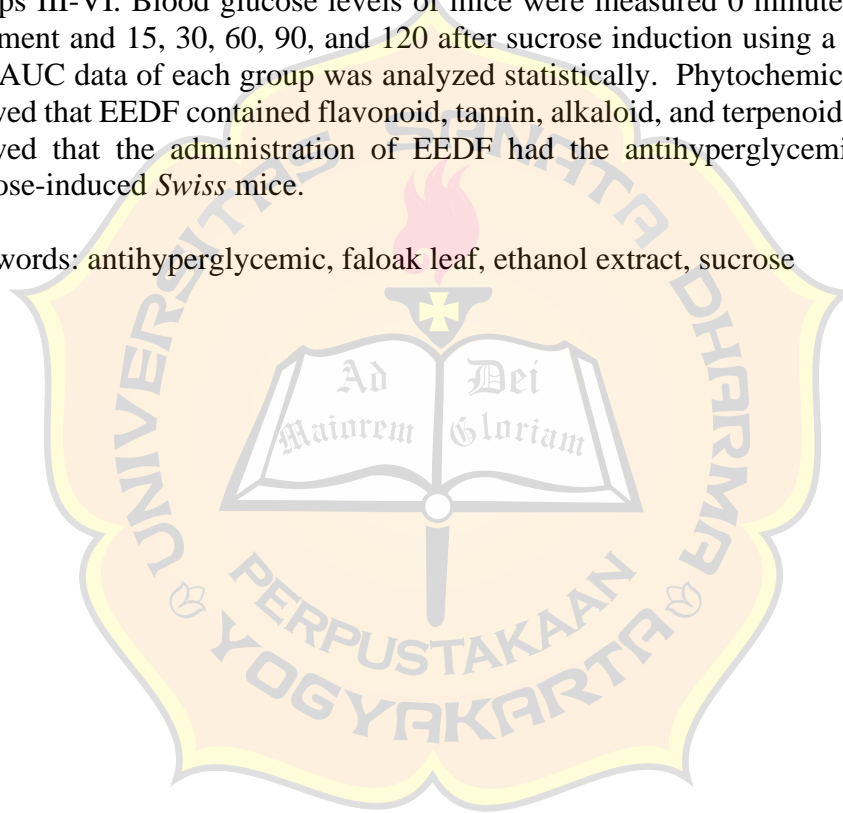 ps III-VI. Blood glucose levels of mice were measured 0 minute
ment and 15, 30, 60, 90, and 120 after sucrose induction using a
AUC data of each group was analyzed statistically. Phytochemic
ved that EEDF contained flavonoid, tannin, alkaloid, and terpenoid
ved that the administration of EEDF had the antihyperglycemi
ose-induced Swiss mice.
words: antihyperglycemic, faloak leaf, ethanol extract, sucrose
UNIVERSITAS SANATA DHARMA
Ad Dei
Maiorem Gloriam
PERPUSTAKAAN
YOGYAKARTA